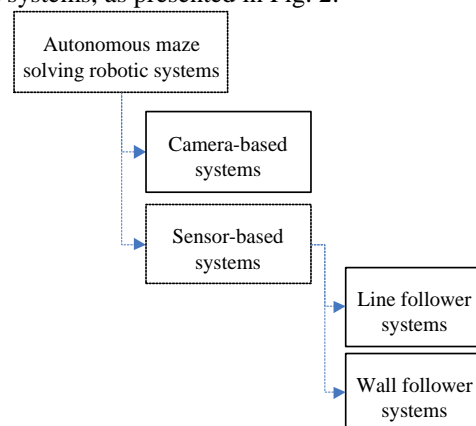 systems, as presented in Fig. 2.
Autonomous maze
solving robotic systems
Camera-based
systems
Sensor-based
systems
Line follower
systems
Wall follower
systems